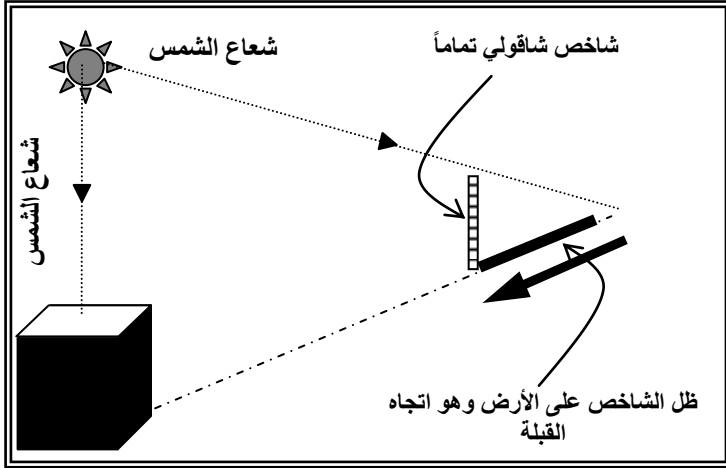 شاخص شاقولي تماماً
شعاع الشمس
شعاع الشمس
ظل الشاخص على الأرض وهو اتجاه
القبلة